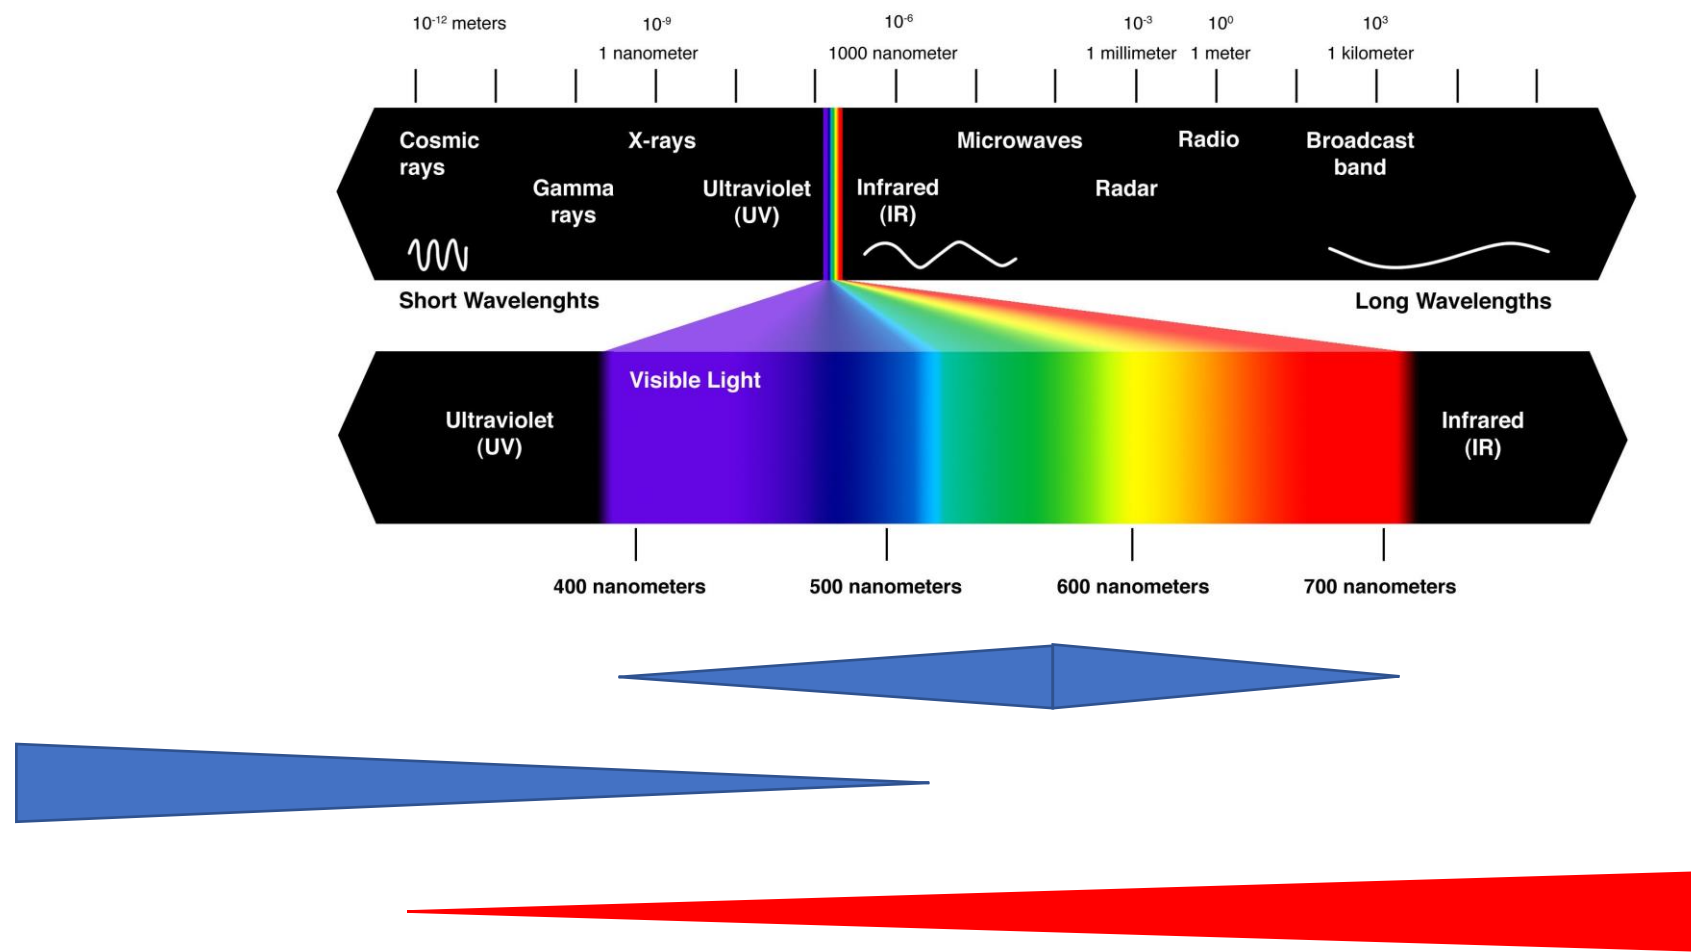 10⁻¹² meters 10⁻⁹ 10⁻⁶ 10⁻³ 10⁰ 10³
1 nanometer 1000 nanometer 1 millimeter 1 meter 1 kilometer
Cosmic
rays
X-rays
Microwaves
Radio
Broadcast
band
Gamma
rays
Ultraviolet
(UV)
Infrared
(IR)
Radar
Short Wavelenghts
Long Wavelengths
Visible Light
Ultraviolet
(UV)
Infrared
(IR)
400 nanometers 500 nanometers 600 nanometers 700 nanometers